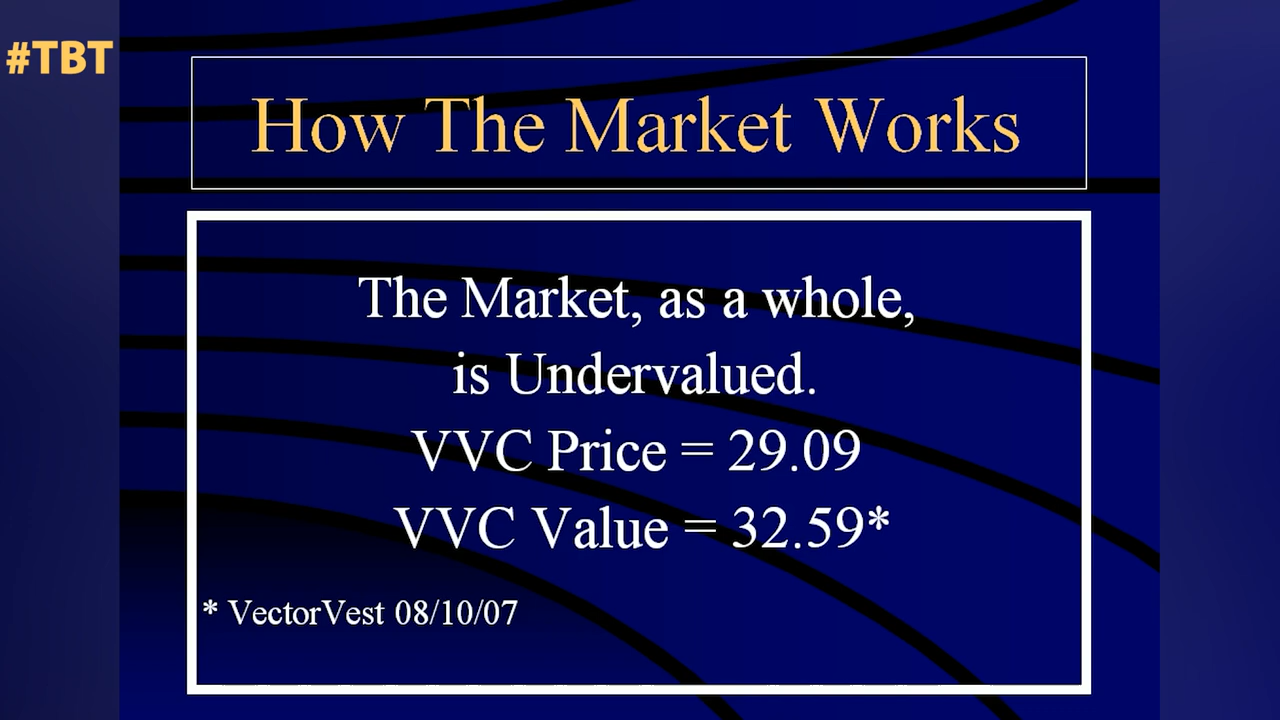 #TBT
How The Market Works
The Market, as a whole,
is Undervalued.
VVC Price = 29.09
VVC Value = 32.59*
* VectorVest 08/10/07